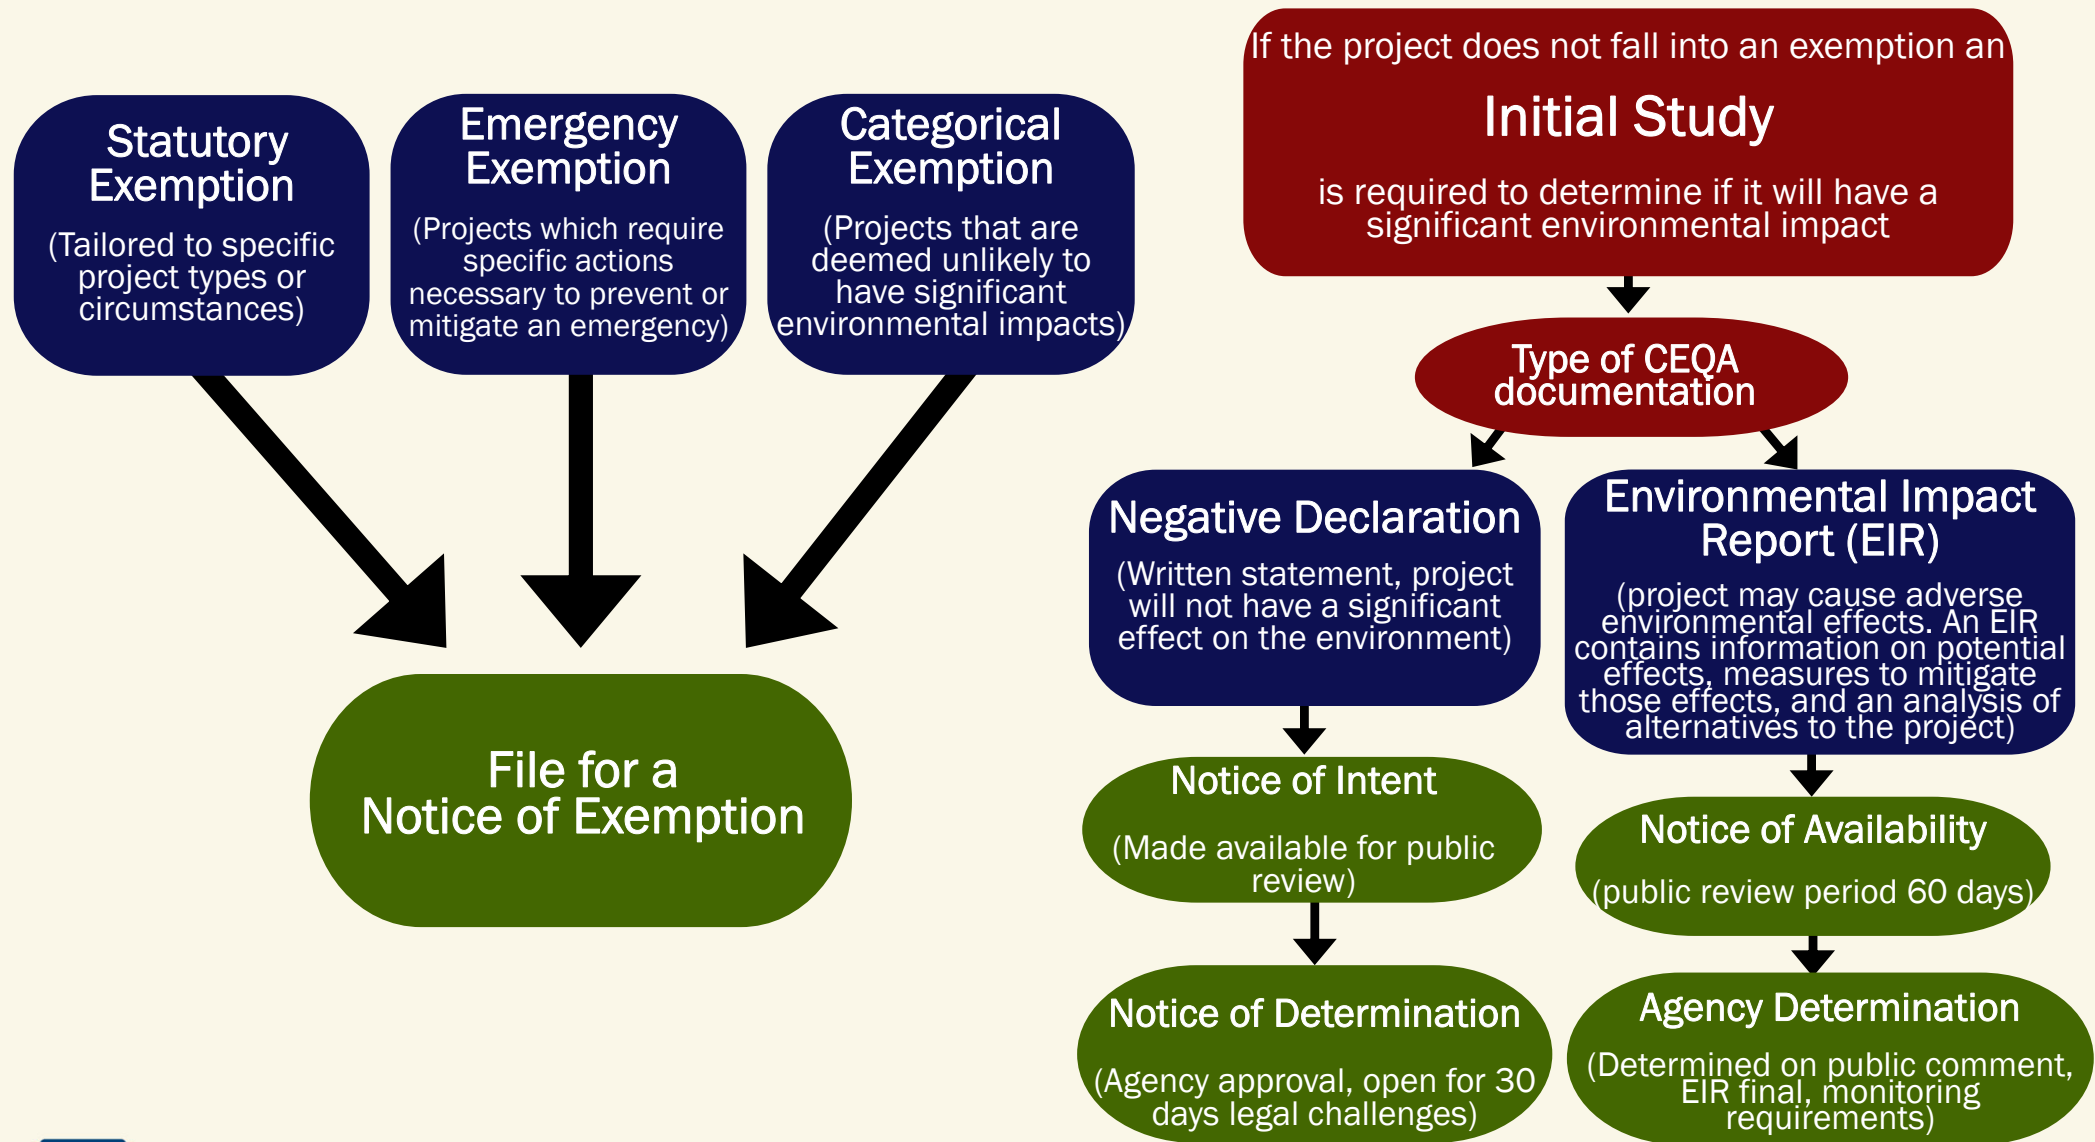 Statutory
Exemption
(Tailored to specific
project types or
circumstances)
Emergency
Exemption
(Projects which require
specific actions
necessary to prevent or
mitigate an emergency)
Categorical
Exemption
(Projects that are
deemed unlikely to
have significant
environmental impacts)
File for a
Notice of Exemption
If the project does not fall into an exemption an
Initial Study
is required to determine if it will have a
significant environmental impact
Type of CEQA
documentation
Negative Declaration
(Written statement, project
will not have a significant
effect on the environment)
Notice of Intent
(Made available for public
review)
Notice of Determination
(Agency approval, open for 30
days legal challenges)
Environmental Impact
Report (EIR)
(project may cause adverse
environmental effects. An EIR
contains information on potential
effects, measures to mitigate
those effects, and an analysis of
alternatives to the project)
Notice of Availability
(public review period 60 days)
Agency Determination
(Determined on public comment,
EIR final, monitoring
requirements)